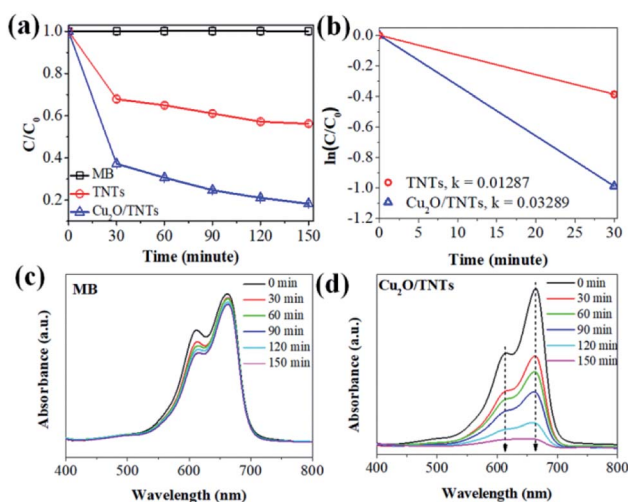 (a)
C/C₀
1.0
0.8
0.6
0.4
0.2
MB
TNTs
Cu₂O/TNTs
0 30 60 90 120 150
Time (minute)
(b)
ln(C/C₀)
0.0
-0.2
-0.4
-0.6
-0.8
-1.0
-1.2
TNTs, k = 0.01287
Cu₂O/TNTs, k = 0.03289
0 10 20 30
Time (minute)
(c)
MB
Absorbance (a.u.)
0 min
30 min
60 min
90 min
120 min
150 min
400 500 600 700 800
Wavelength (nm)
(d)
Cu₂O/TNTs
Absorbance (a.u.)
0 min
30 min
60 min
90 min
120 min
150 min
400 500 600 700 800
Wavelength (nm)